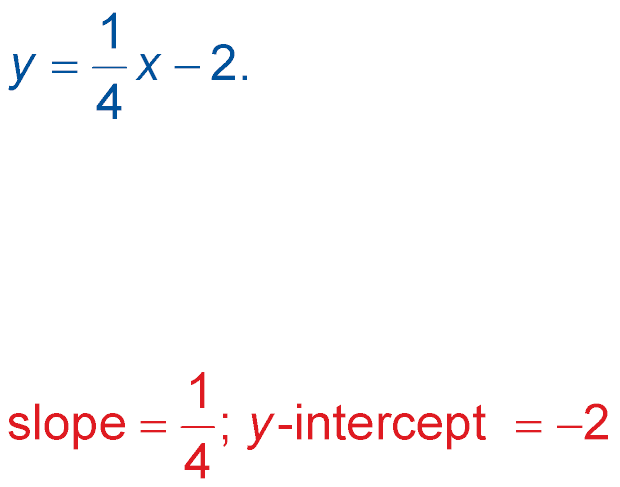 y = 1/4 x – 2.
slope = 1/4; y-intercept = –2